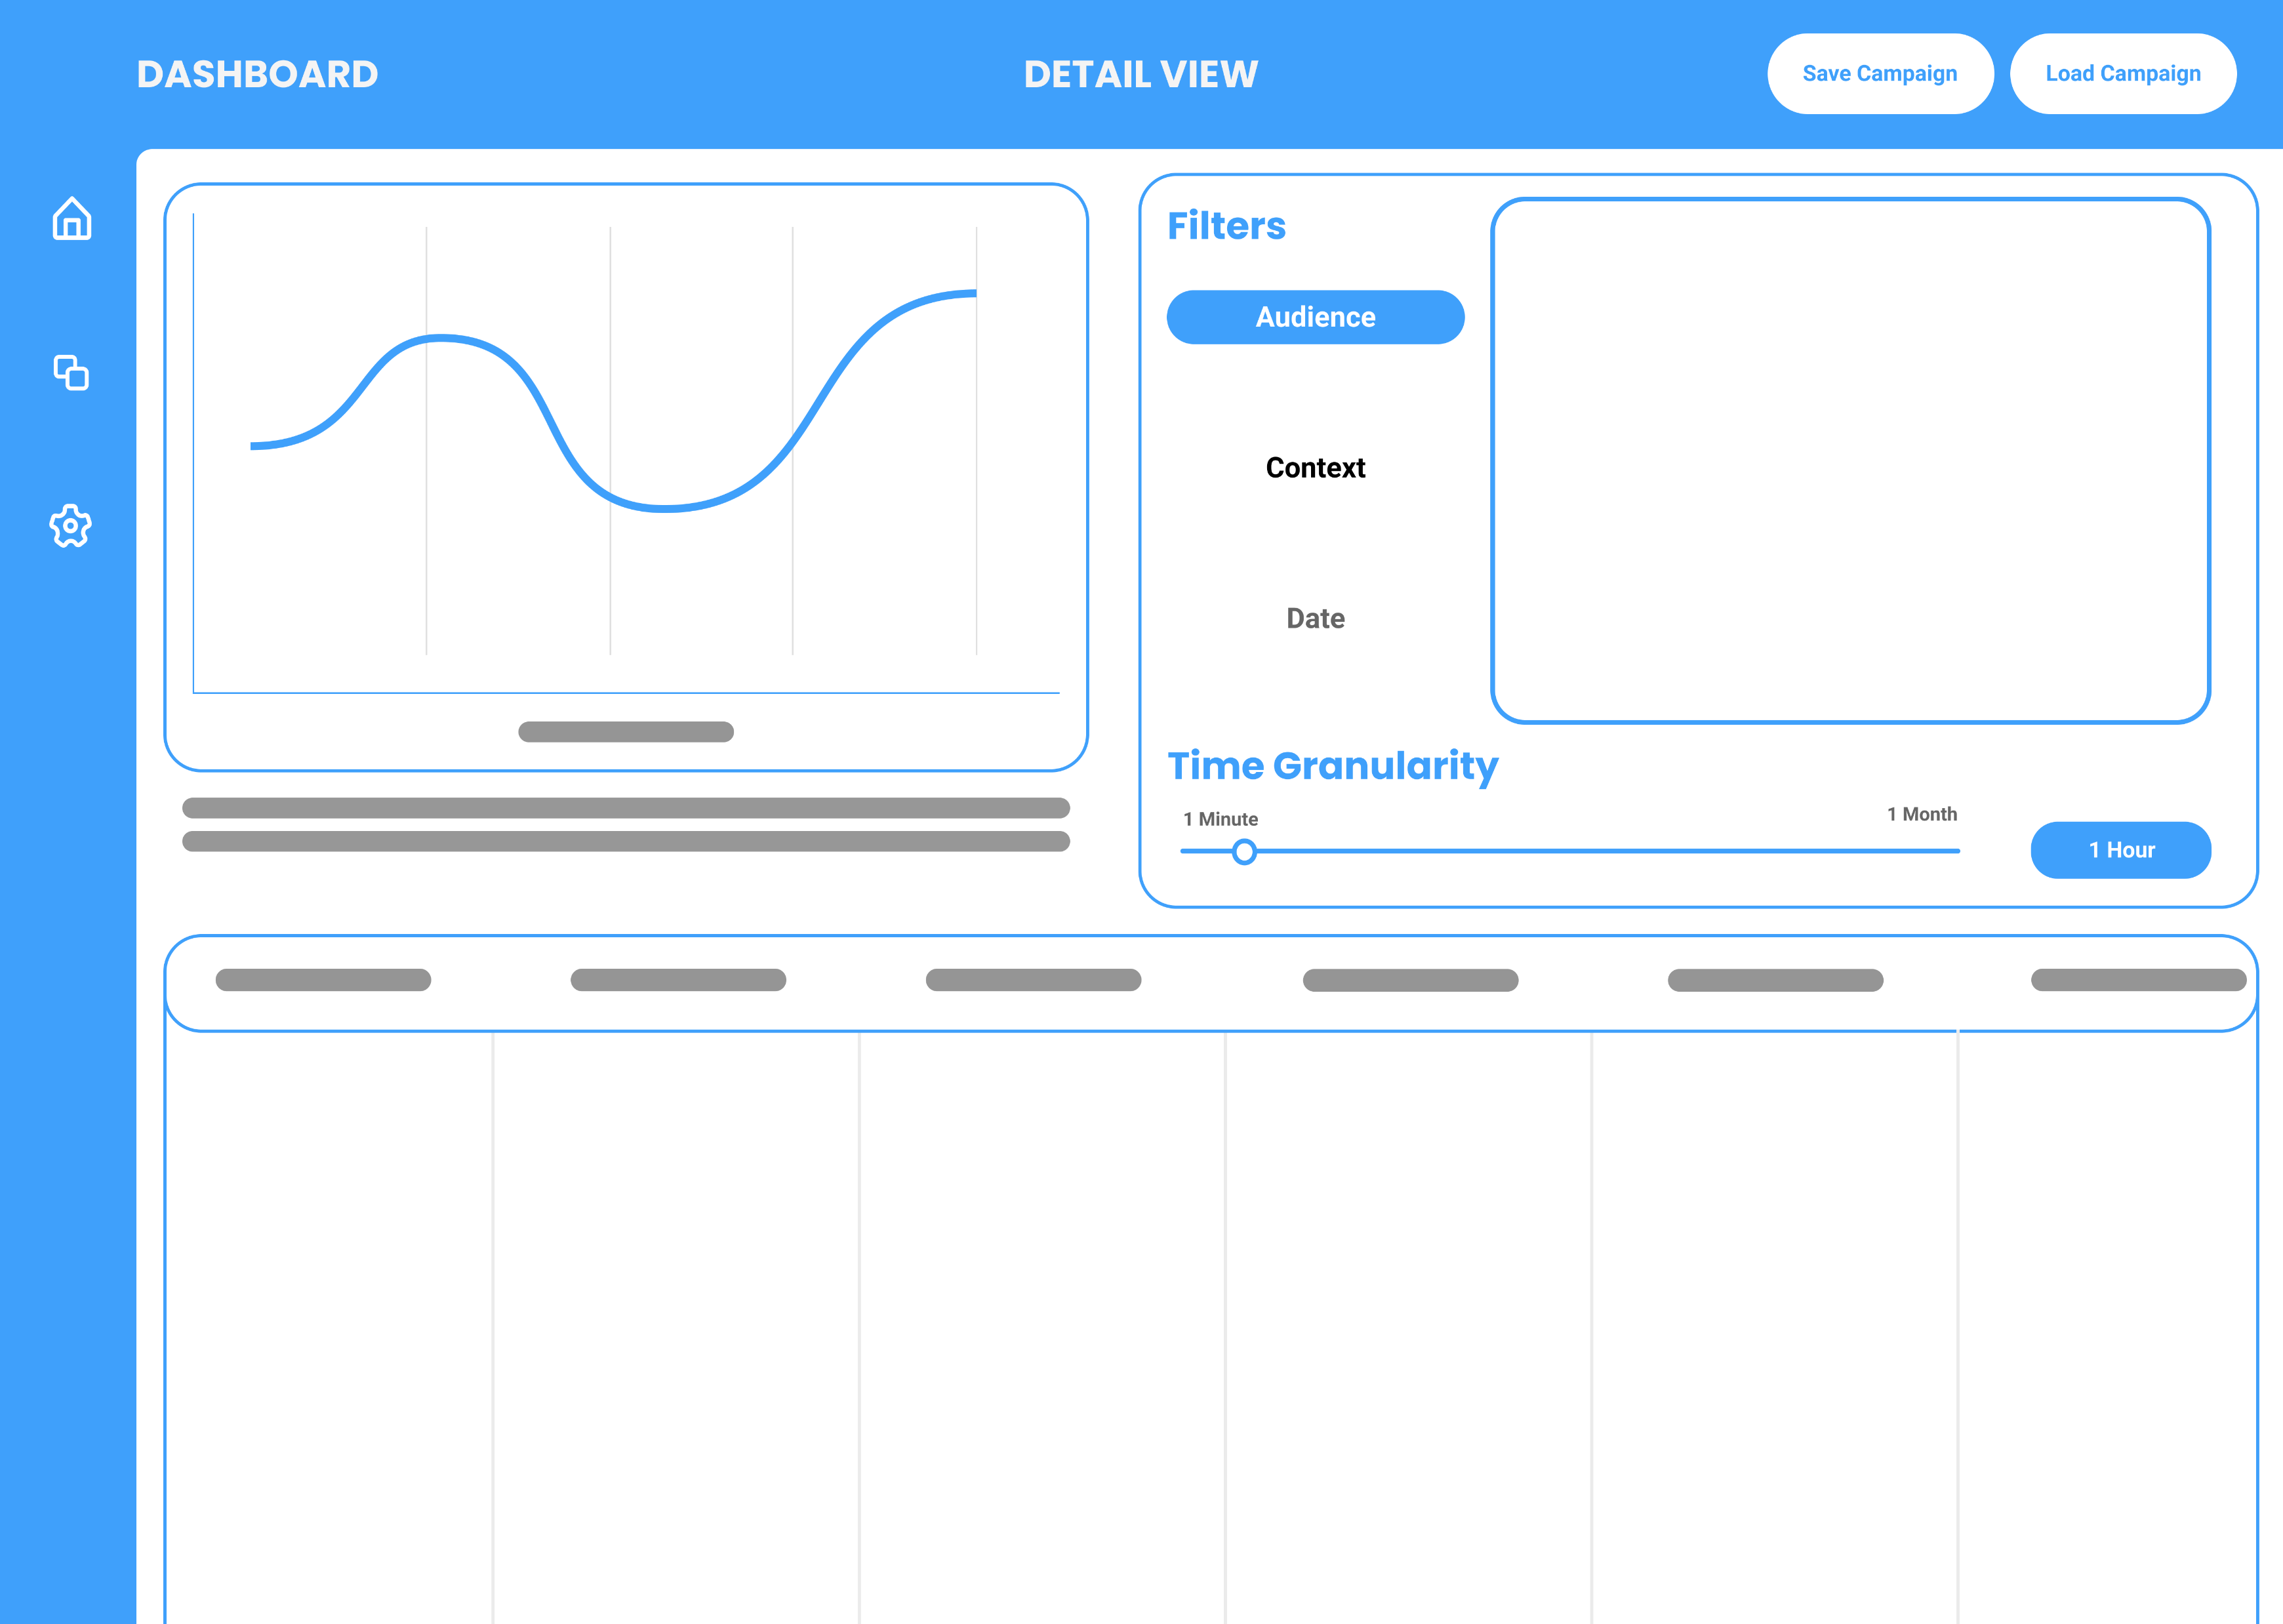 DASHBOARD
DETAIL VIEW
Save Campaign
Load Campaign
Filters
Audience
Context
Date
Time Granularity
1 Minute
1 Month
1 Hour